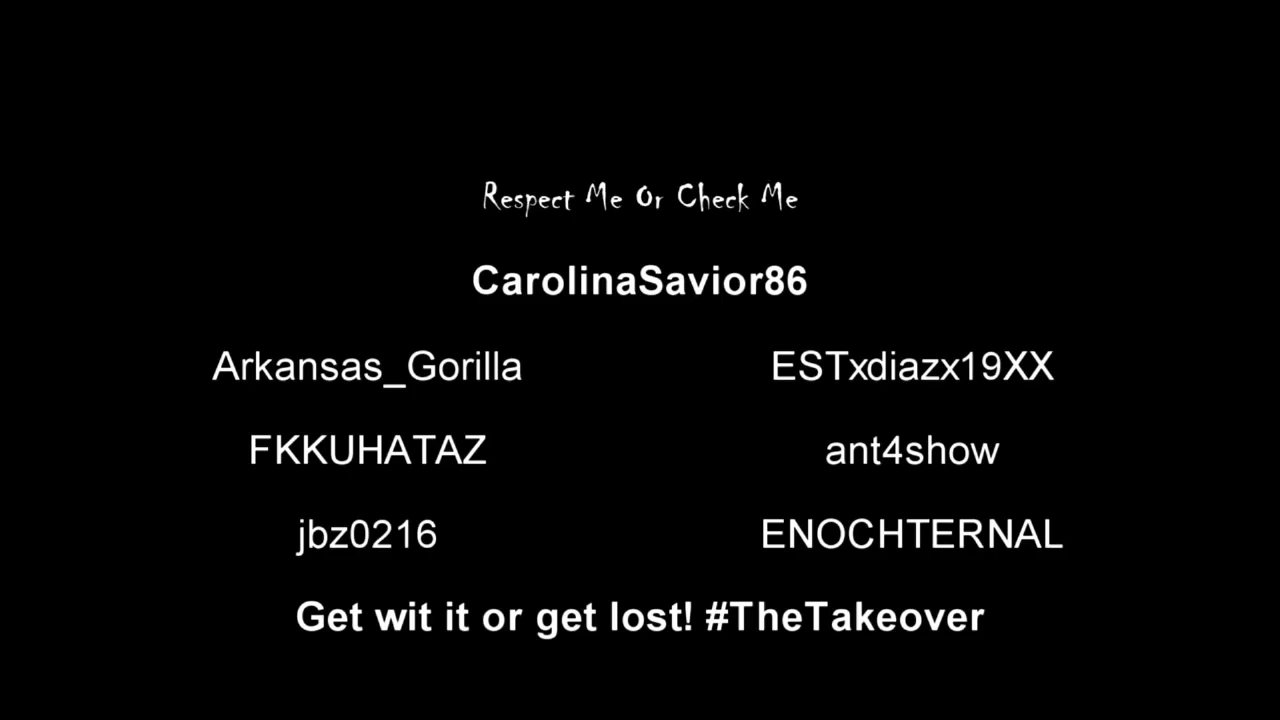 Respect Me Or Check Me
CarolinaSavior86
Arkansas_Gorilla ESTxdiazx19XX
FKKUHATAZ ant4show
jbz0216 ENOCHTERNAL
Get wit it or get lost! #TheTakeover